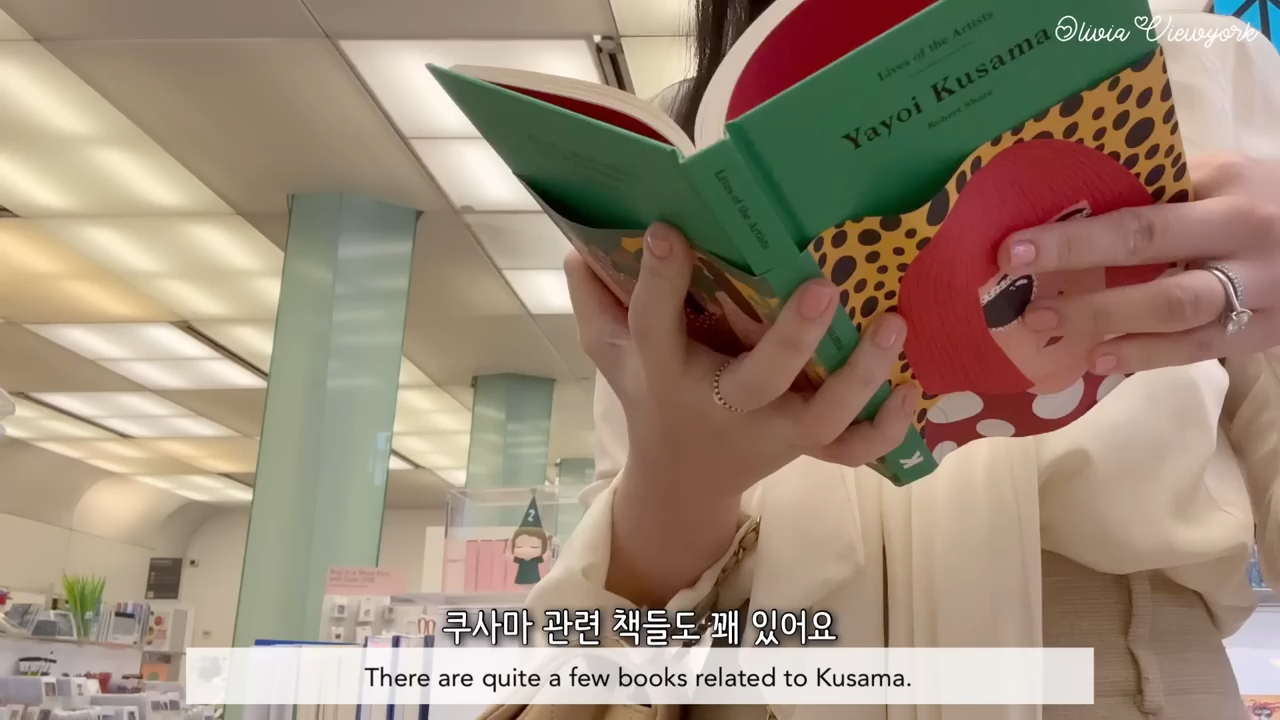 Olivia Viewyork
Lives of the Artists
Yayoi Kusama
Robert Shore
Lives of the Artists
K
2
쿠사마 관련 책들도 꽤 있어요
There are quite a few books related to Kusama.